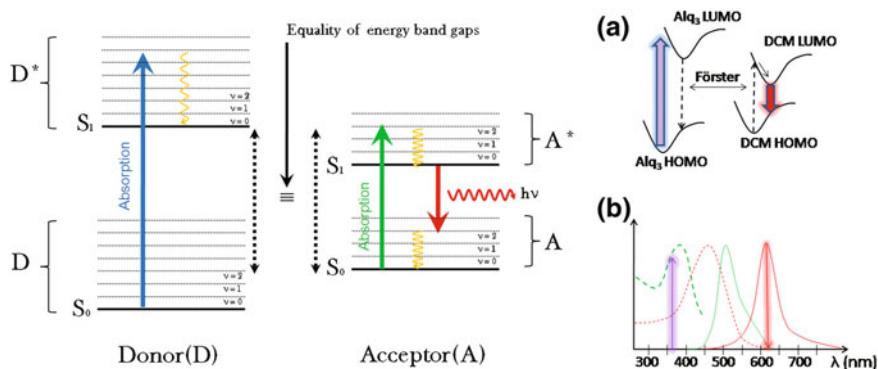 Equality of energy band gaps
D*
S₁
ν=2
ν=1
ν=0
Absorption
D
S₀
ν=2
ν=1
ν=0
Donor(D)
≡
S₁
ν=2
ν=1
ν=0
A*
hν
Absorption
A
S₀
ν=2
ν=1
ν=0
Acceptor(A)
(a)
Alq₃ LUMO
DCM LUMO
Förster
Alq₃ HOMO
DCM HOMO
(b)
300 400 500 600 700 λ (nm)